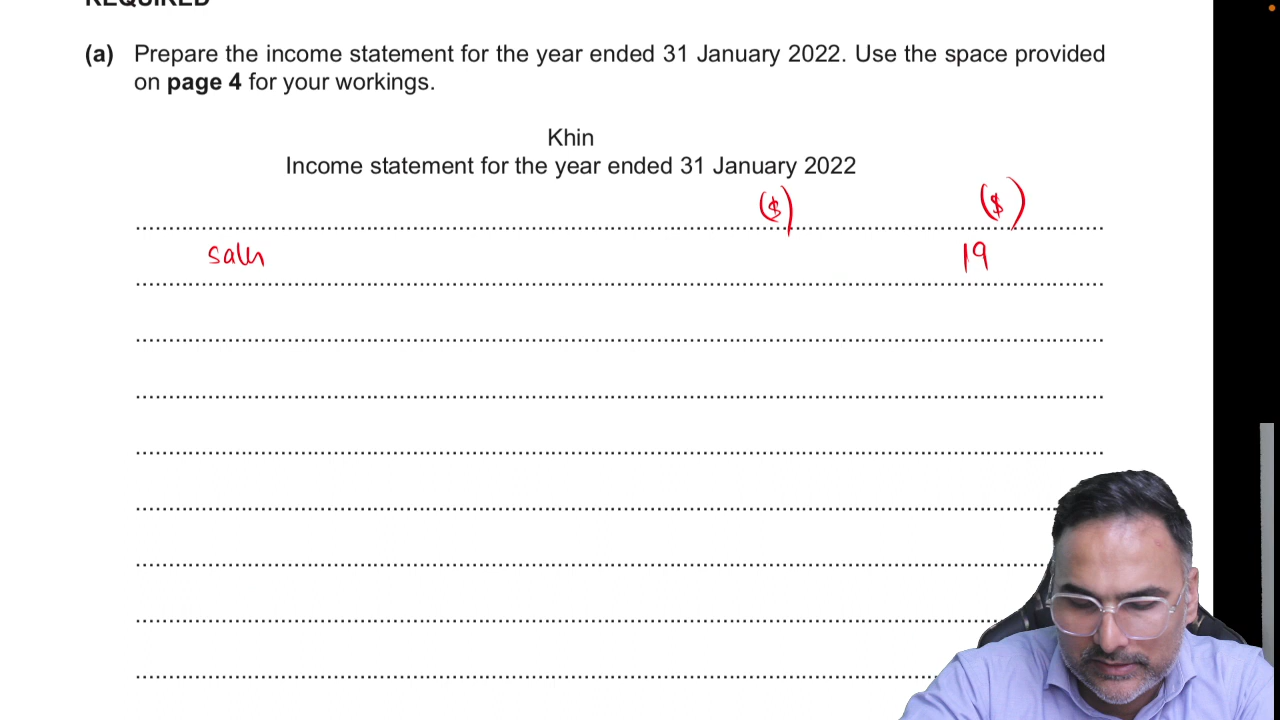 REQUIRED
(a) Prepare the income statement for the year ended 31 January 2022. Use the space provided
on page 4 for your workings.
Khin
Income statement for the year ended 31 January 2022
($) ($)
sales 19